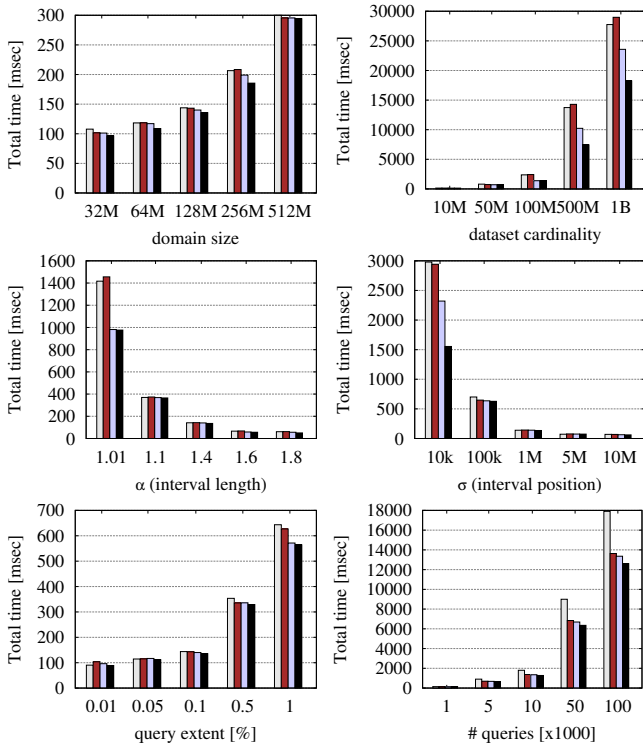 Total time [msec]
300
250
200
150
100
50
0
32M 64M 128M 256M 512M
domain size
Total time [msec]
30000
25000
20000
15000
10000
5000
0
10M 50M 100M 500M 1B
dataset cardinality
Total time [msec]
1600
1400
1200
1000
800
600
400
200
0
1.01 1.1 1.4 1.6 1.8
α (interval length)
Total time [msec]
3000
2500
2000
1500
1000
500
0
10k 100k 1M 5M 10M
σ (interval position)
Total time [msec]
700
600
500
400
300
200
100
0
0.01 0.05 0.1 0.5 1
query extent [%]
Total time [msec]
18000
16000
14000
12000
10000
8000
6000
4000
2000
0
1 5 10 50 100
# queries [x1000]